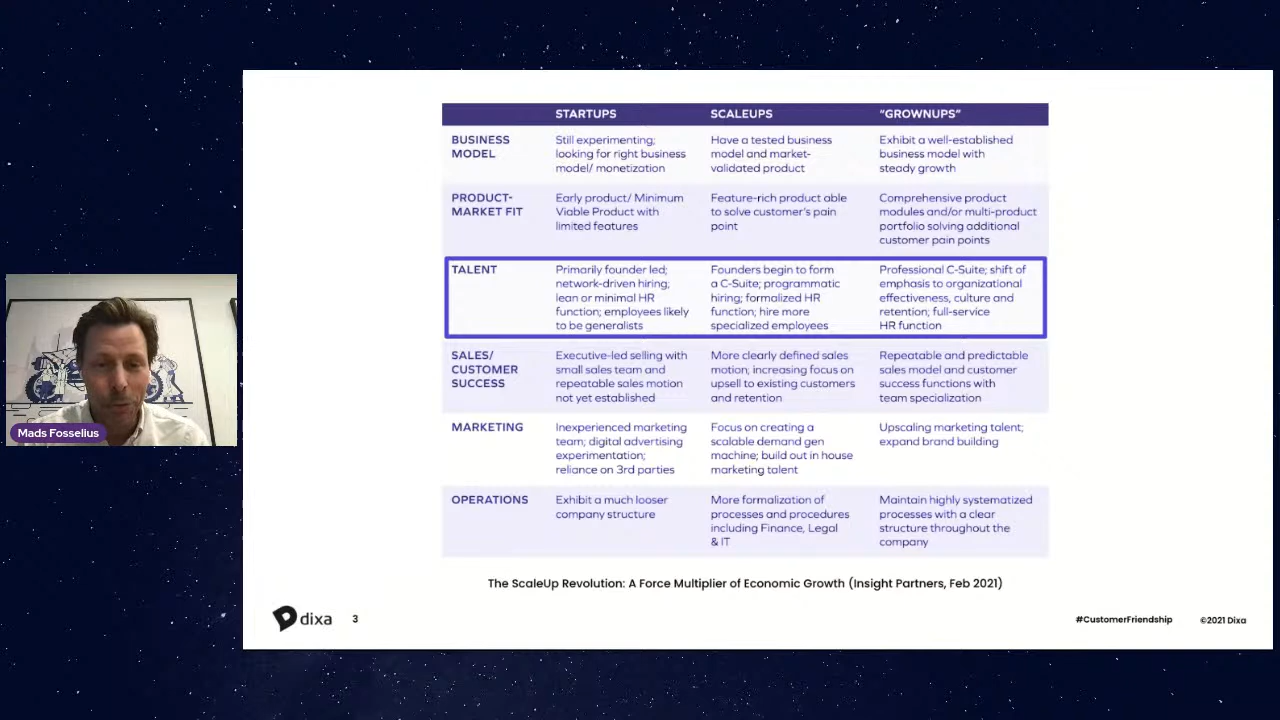 STARTUPS SCALEUPS “GROWNUPS”
BUSINESS
MODEL
Still experimenting;
looking for right business
model/ monetization
Have a tested business
model and market-
validated product
Exhibit a well-established
business model with
steady growth
PRODUCT-
MARKET FIT
Early product/ Minimum
Viable Product with
limited features
Feature-rich product able
to solve customer’s pain
point
Comprehensive product
modules and/or multi-product
portfolio solving additional
customer pain points
TALENT
Primarily founder led;
network-driven hiring;
lean or minimal HR
function; employees likely
to be generalists
Founders begin to form
a C-Suite; programmatic
hiring; formalized HR
function; hire more
specialized employees
Professional C-Suite; shift of
emphasis to organizational
effectiveness, culture and
retention; full-service
HR function
SALES/
CUSTOMER
SUCCESS
Executive-led selling with
small sales team and
repeatable sales motion
not yet established
More clearly defined sales
motion; increasing focus on
upsell to existing customers
and retention
Repeatable and predictable
sales model and customer
success functions with
team specialization
MARKETING
Inexperienced marketing
team; digital advertising
experimentation;
reliance on 3rd parties
Focus on creating a
scalable demand gen
machine; build out in house
marketing talent
Upscaling marketing talent;
expand brand building
OPERATIONS
Exhibit a much looser
company structure
More formalization of
processes and procedures
including Finance, Legal
& IT
Maintain highly systematized
processes with a clear
structure throughout the
company
The ScaleUp Revolution: A Force Multiplier of Economic Growth (Insight Partners, Feb 2021)
dixa 3
#CustomerFriendship ©2021 Dixa
Mads Fosselius